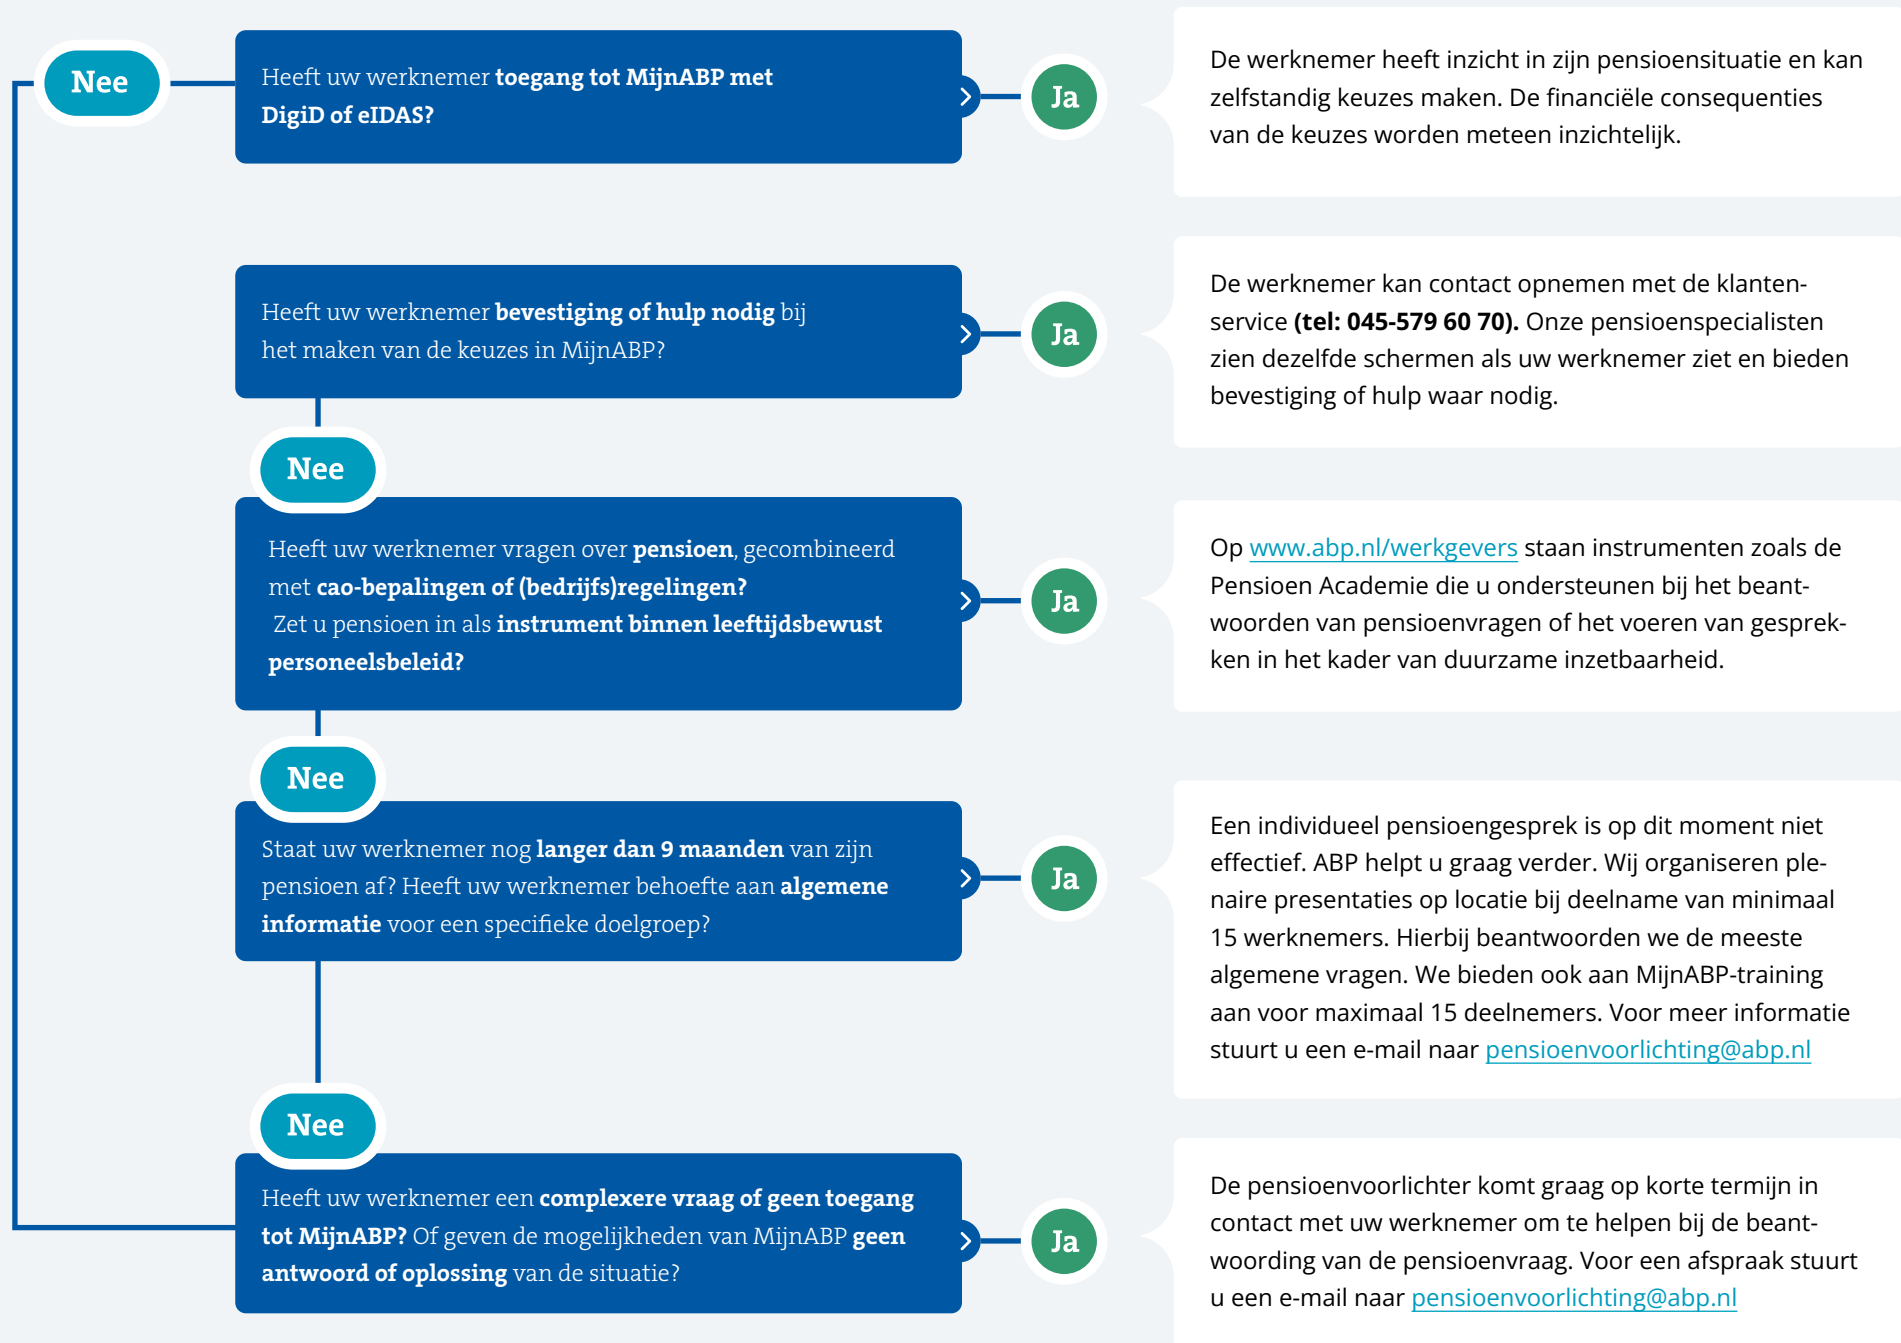 Nee
Heeft uw werknemer toegang tot MijnABP met
DigiD of eIDAS?
Ja
De werknemer heeft inzicht in zijn pensioensituatie en kan
zelfstandig keuzes maken. De financiële consequenties
van de keuzes worden meteen inzichtelijk.
Heeft uw werknemer bevestiging of hulp nodig bij
het maken van de keuzes in MijnABP?
Ja
De werknemer kan contact opnemen met de klanten-
service (tel: 045-579 60 70). Onze pensioenspecialisten
zien dezelfde schermen als uw werknemer ziet en bieden
bevestiging of hulp waar nodig.
Nee
Heeft uw werknemer vragen over pensioen, gecombineerd
met cao-bepalingen of (bedrijfs)regelingen?
Zet u pensioen in als instrument binnen leeftijdsbewust
personeelsbeleid?
Ja
Op www.abp.nl/werkgevers staan instrumenten zoals de
Pensioen Academie die u ondersteunen bij het beant-
woorden van pensioenvragen of het voeren van gesprek-
ken in het kader van duurzame inzetbaarheid.
Nee
Staat uw werknemer nog langer dan 9 maanden van zijn
pensioen af? Heeft uw werknemer behoefte aan algemene
informatie voor een specifieke doelgroep?
Ja
Een individueel pensioengesprek is op dit moment niet
effectief. ABP helpt u graag verder. Wij organiseren ple-
naire presentaties op locatie bij deelname van minimaal
15 werknemers. Hierbij beantwoorden we de meeste
algemene vragen. We bieden ook aan MijnABP-training
aan voor maximaal 15 deelnemers. Voor meer informatie
stuurt u een e-mail naar pensioenvoorlichting@abp.nl
Nee
Heeft uw werknemer een complexere vraag of geen toegang
tot MijnABP? Of geven de mogelijkheden van MijnABP geen
antwoord of oplossing van de situatie?
Ja
De pensioenvoorlichter komt graag op korte termijn in
contact met uw werknemer om te helpen bij de beant-
woording van de pensioenvraag. Voor een afspraak stuurt
u een e-mail naar pensioenvoorlichting@abp.nl